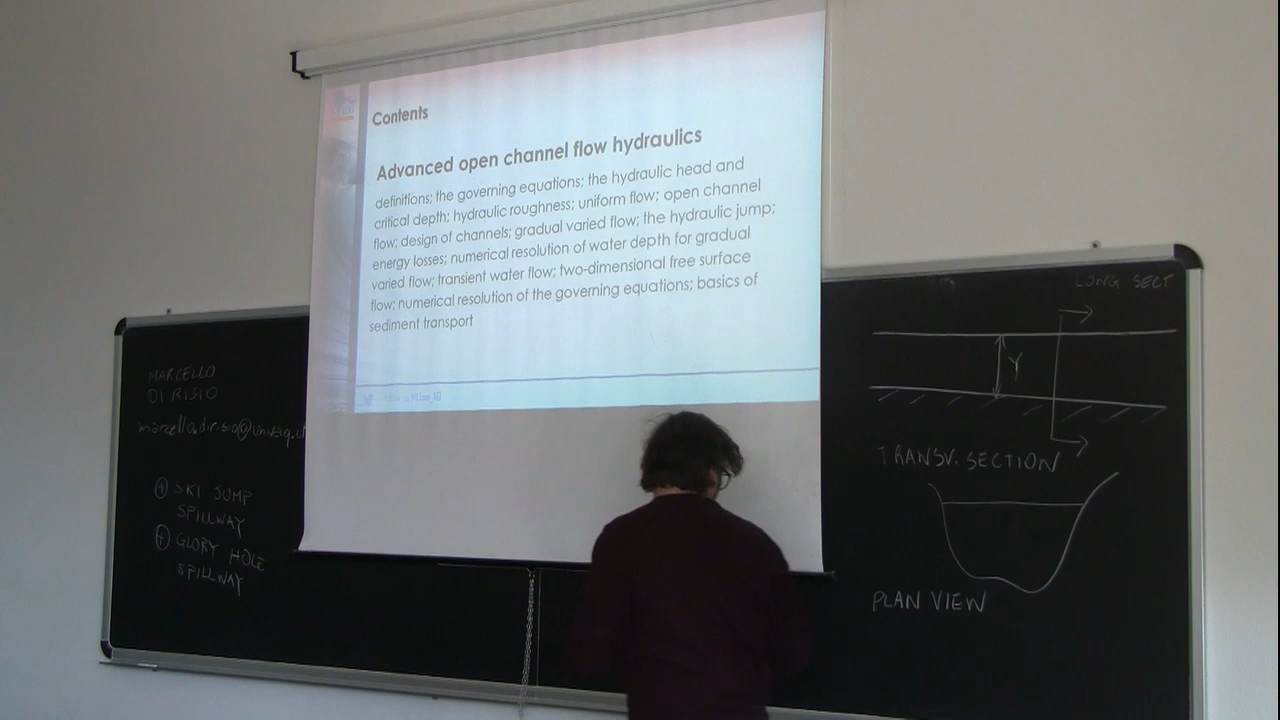 Contents
Advanced open channel flow hydraulics
definitions; the governing equations; the hydraulic head and
critical depth; hydraulic roughness; uniform flow; open channel
flow; design of channels; gradual varied flow; the hydraulic jump;
energy losses; numerical resolution of water depth for gradual
varied flow; transient water flow; two-dimensional free surface
flow; numerical resolution of the governing equations; basics of
sediment transport
MARCELLO
DI RISIO
marcello.dirisio@univaq.it
+ SKI JUMP
SPILLWAY
+ GLORY HOLE
SPILLWAY
LONG. SECT
Y
TRANSV. SECTION
PLAN VIEW